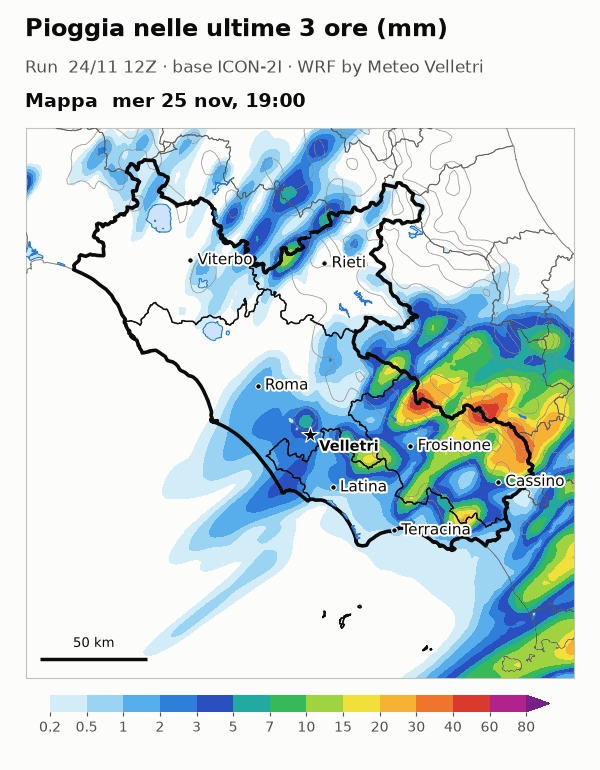 Pioggia nelle ultime 3 ore (mm)
Run  24/11 12Z · base ICON-2I · WRF by Meteo Velletri
Mappa  mer 25 nov, 19:00
Viterbo
Rieti
Roma
Velletri
Frosinone
Latina
Cassino
Terracina
50 km
0.2 0.5 1 2 3 5 7 10 15 20 30 40 60 80